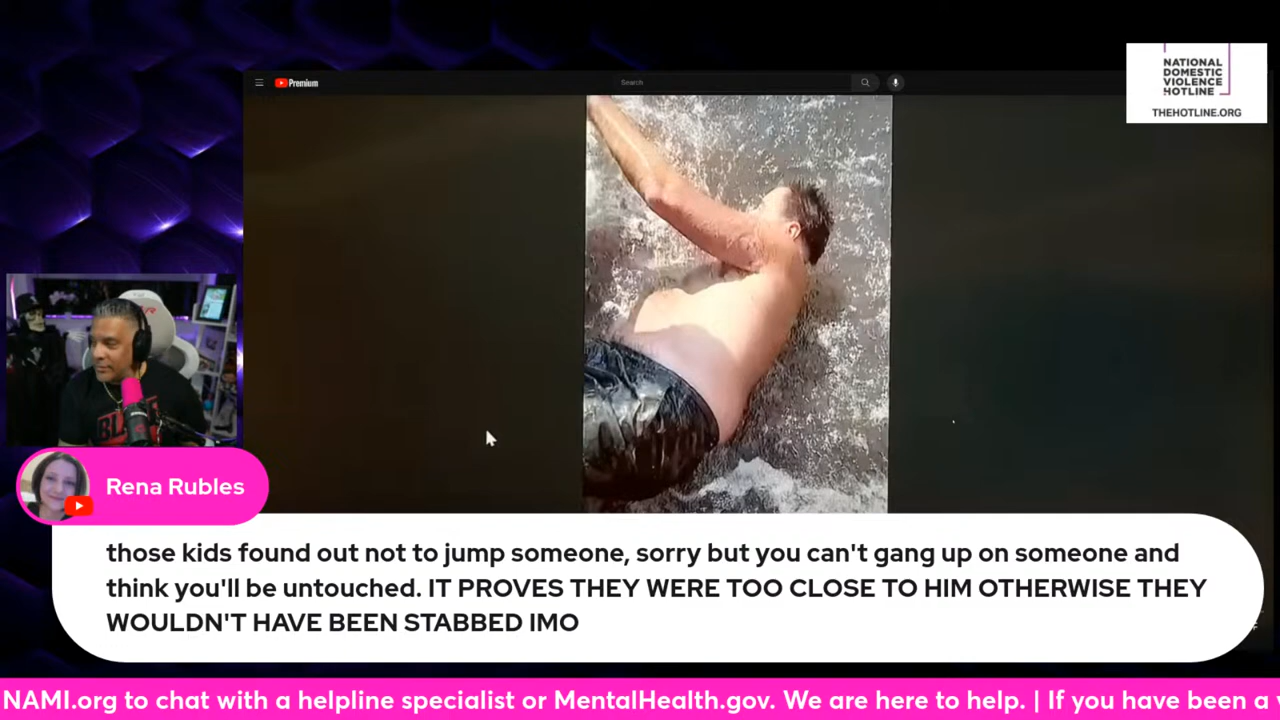 NATIONAL
DOMESTIC
VIOLENCE
HOTLINE
THEHOTLINE.ORG
Premium
Search
Rena Rubles
those kids found out not to jump someone, sorry but you can't gang up on someone and
think you'll be untouched. IT PROVES THEY WERE TOO CLOSE TO HIM OTHERWISE THEY
WOULDN'T HAVE BEEN STABBED IMO
NAMI.org to chat with a helpline specialist or MentalHealth.gov. We are here to help. | If you have been a